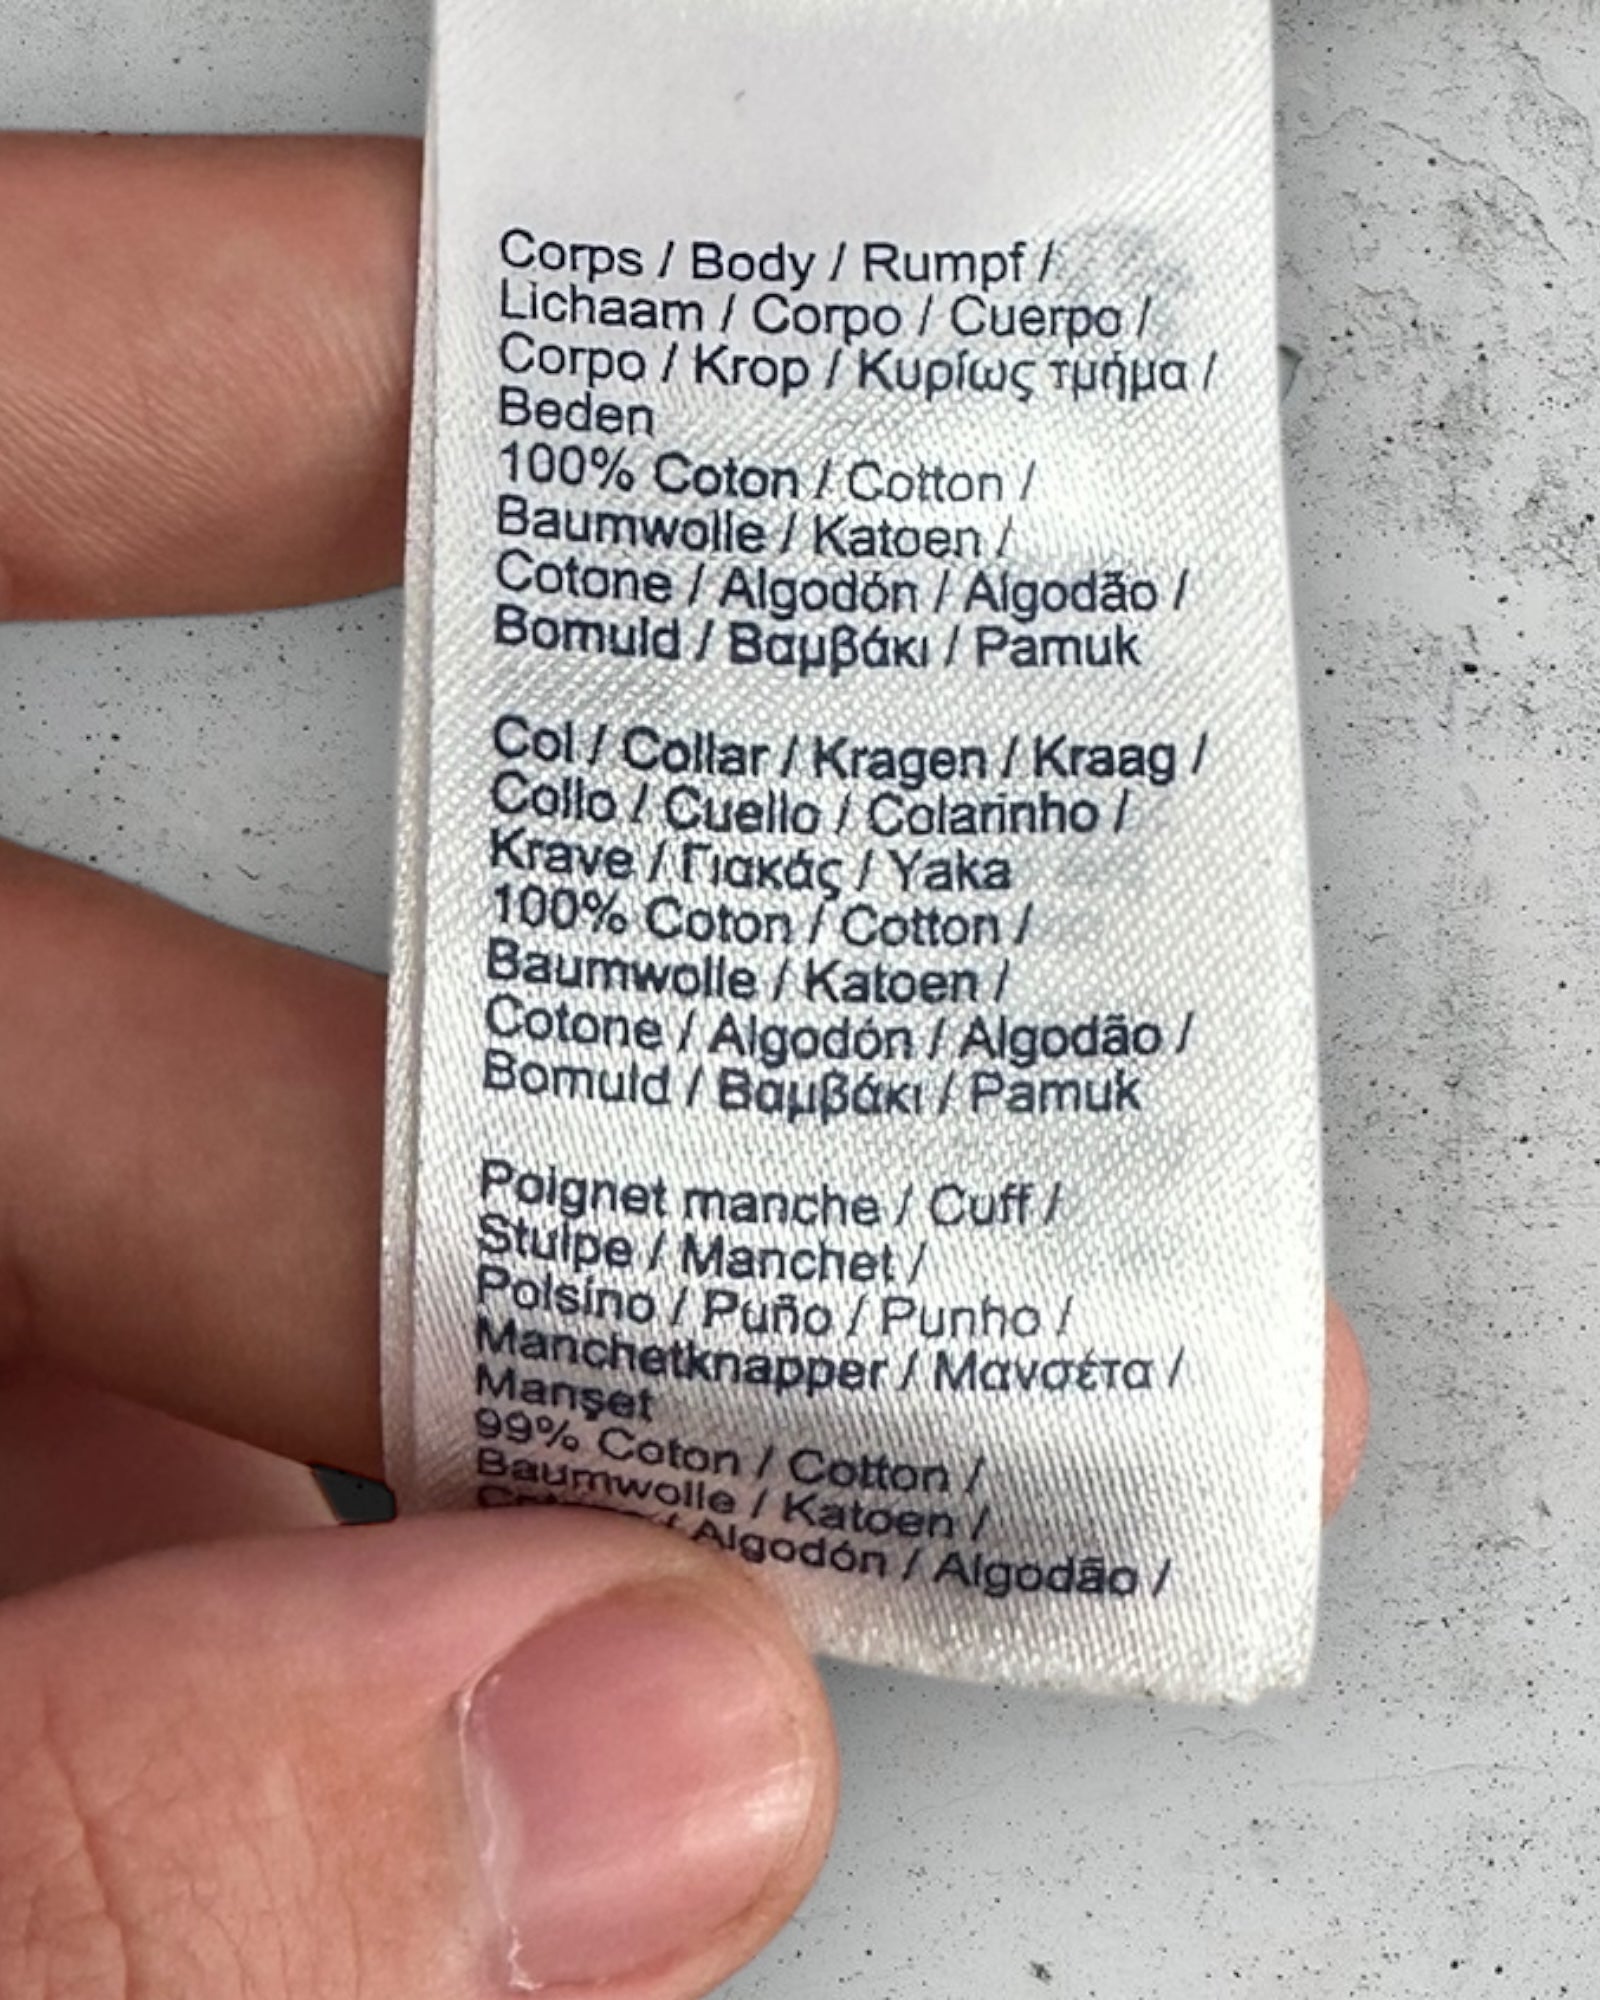 Corps / Body / Rumpf /
Lichaam / Corpo / Cuerpo /
Corpo / Krop / Κυρίως τμήμα /
Beden
100% Coton / Cotton /
Baumwolle / Katoen /
Cotone / Algodón / Algodão /
Bomuld / Βαμβάκι / Pamuk
Col / Collar / Kragen / Kraag /
Collo / Cuello / Colarinho /
Krave / Γιακάς / Yaka
100% Coton / Cotton /
Baumwolle / Katoen /
Cotone / Algodón / Algodão /
Bomuld / Βαμβάκι / Pamuk
Poignet manche / Cuff /
Stulpe / Manchet /
Polsino / Puño / Punho /
Manchetknapper / Μανσέτα /
Manşet
99% Coton / Cotton /
Baumwolle / Katoen /
/ Algodón / Algodão /